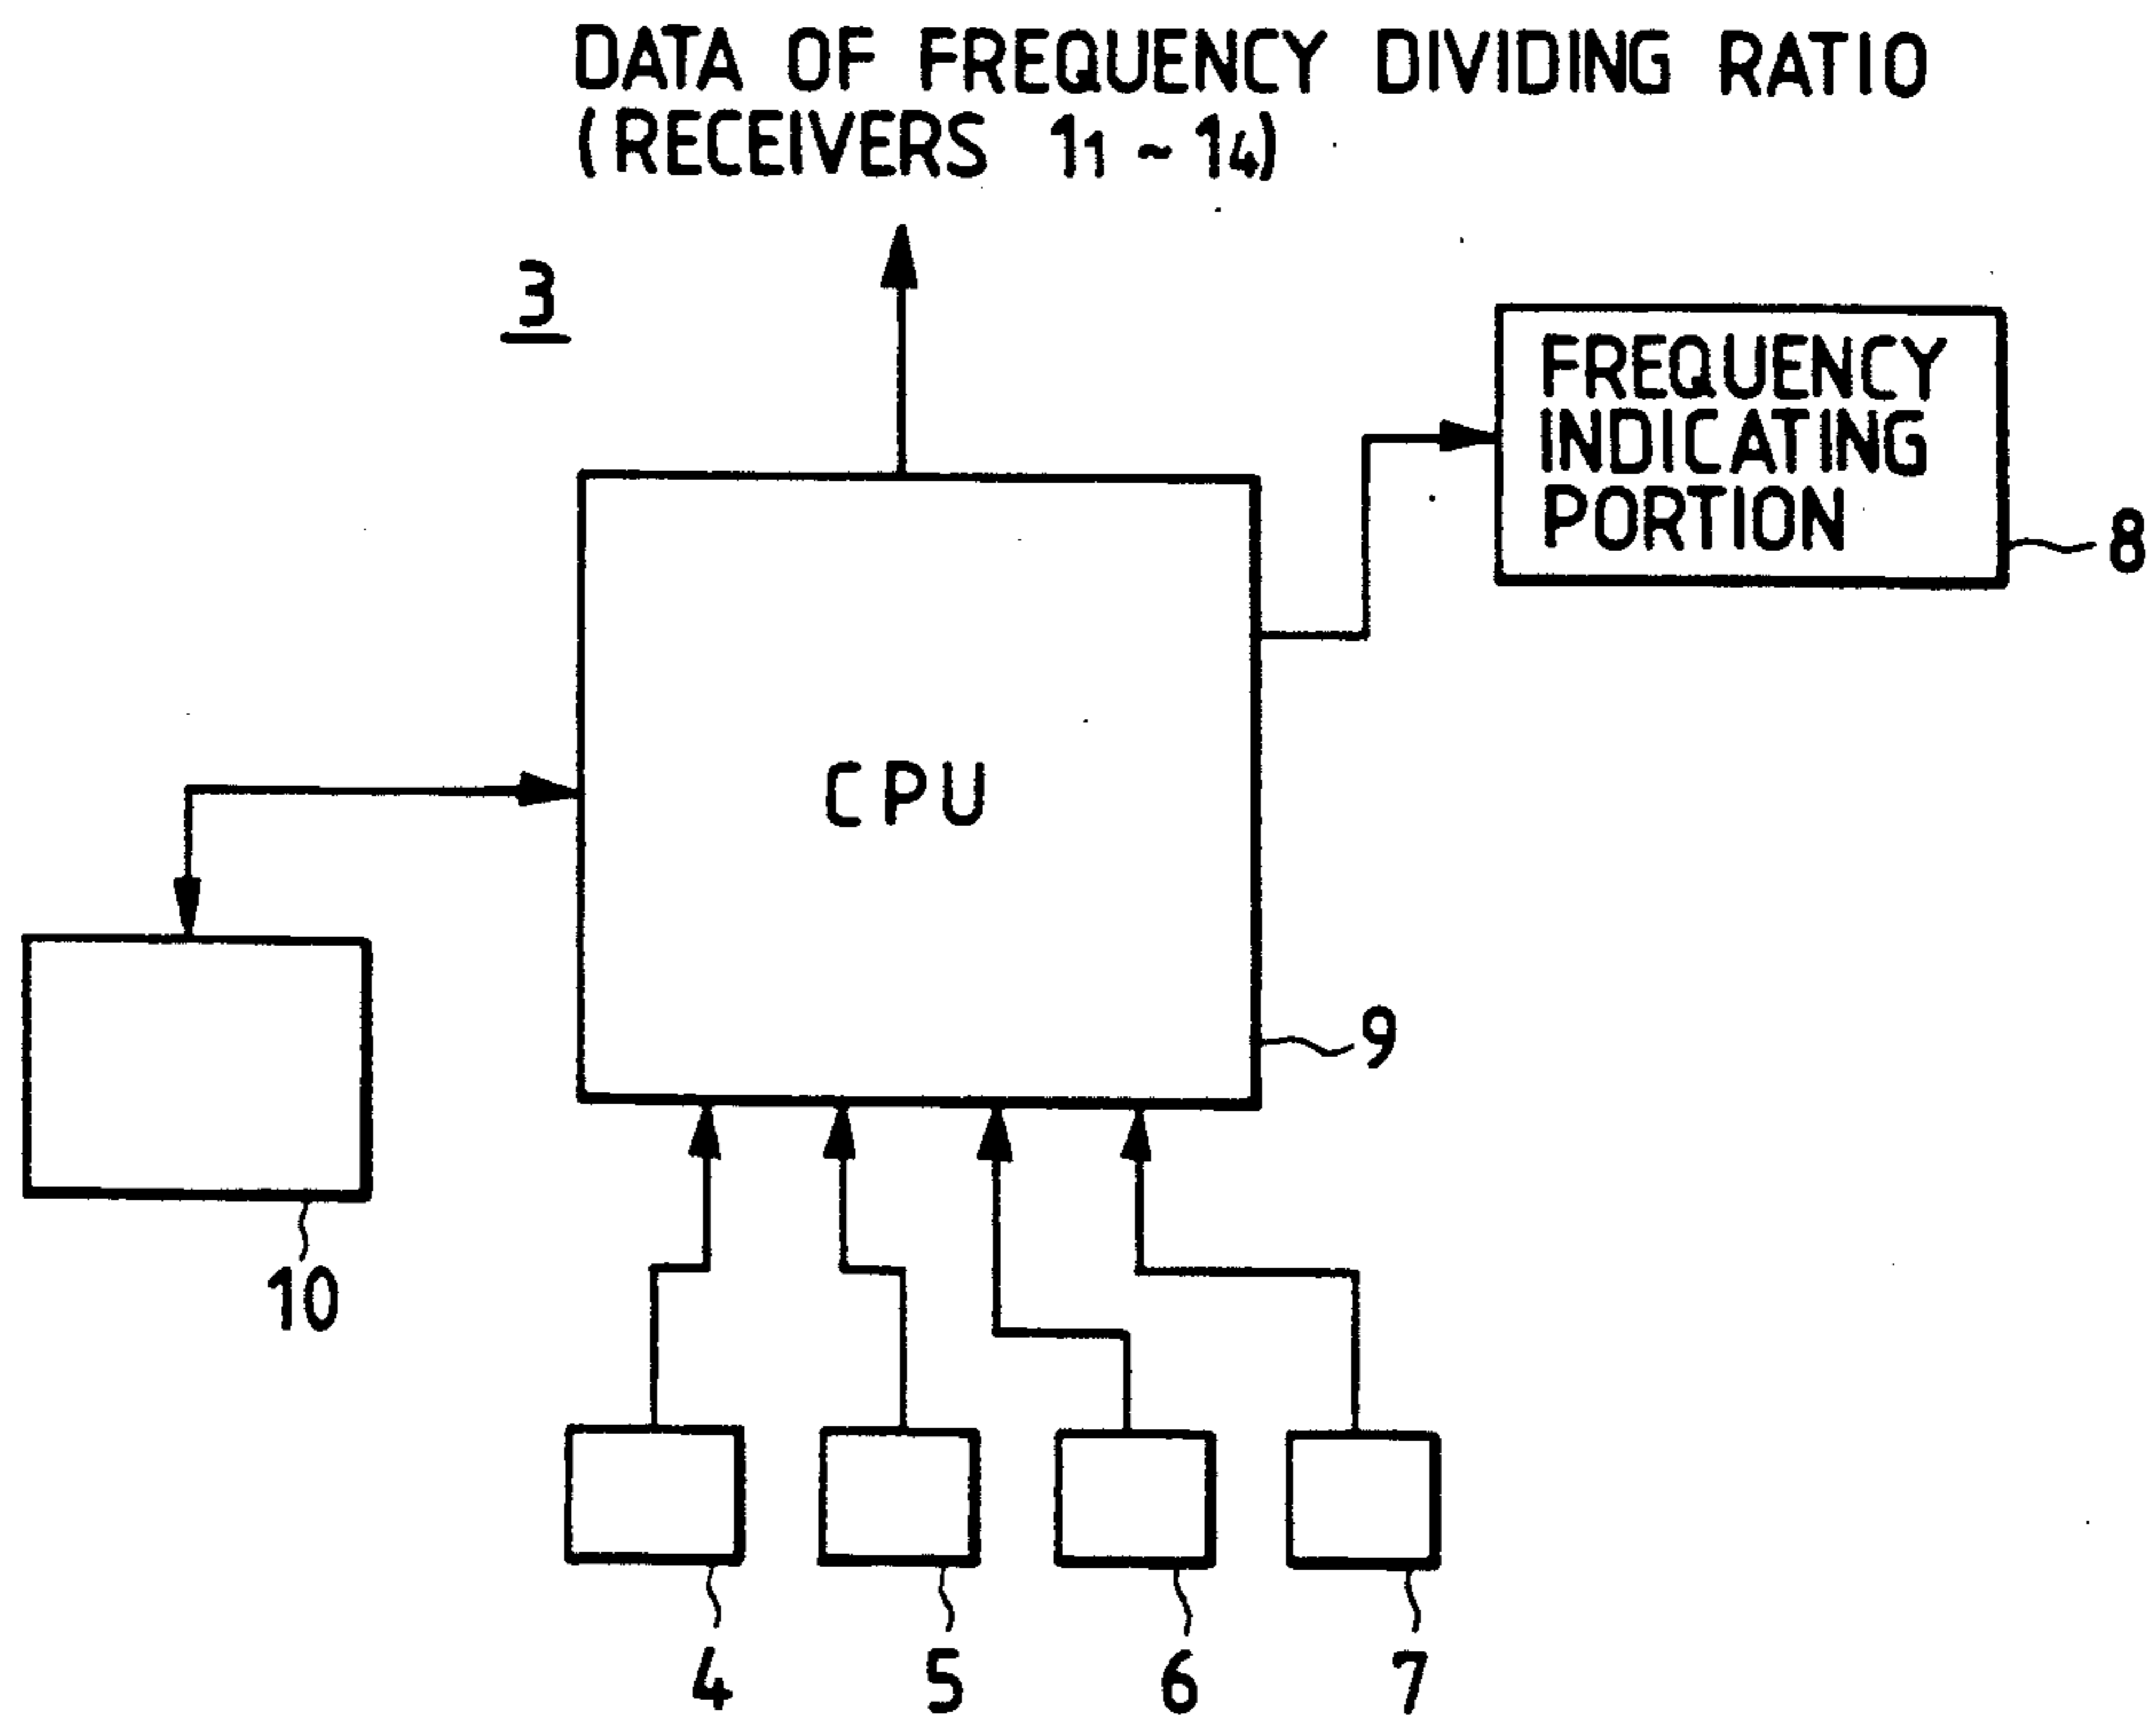 DATA OF FREQUENCY DIVIDING RATIO
(RECEIVERS 1₁ ~ 1₄)
3
FREQUENCY
INDICATING
PORTION
8
CPU
9
10
4 5 6 7